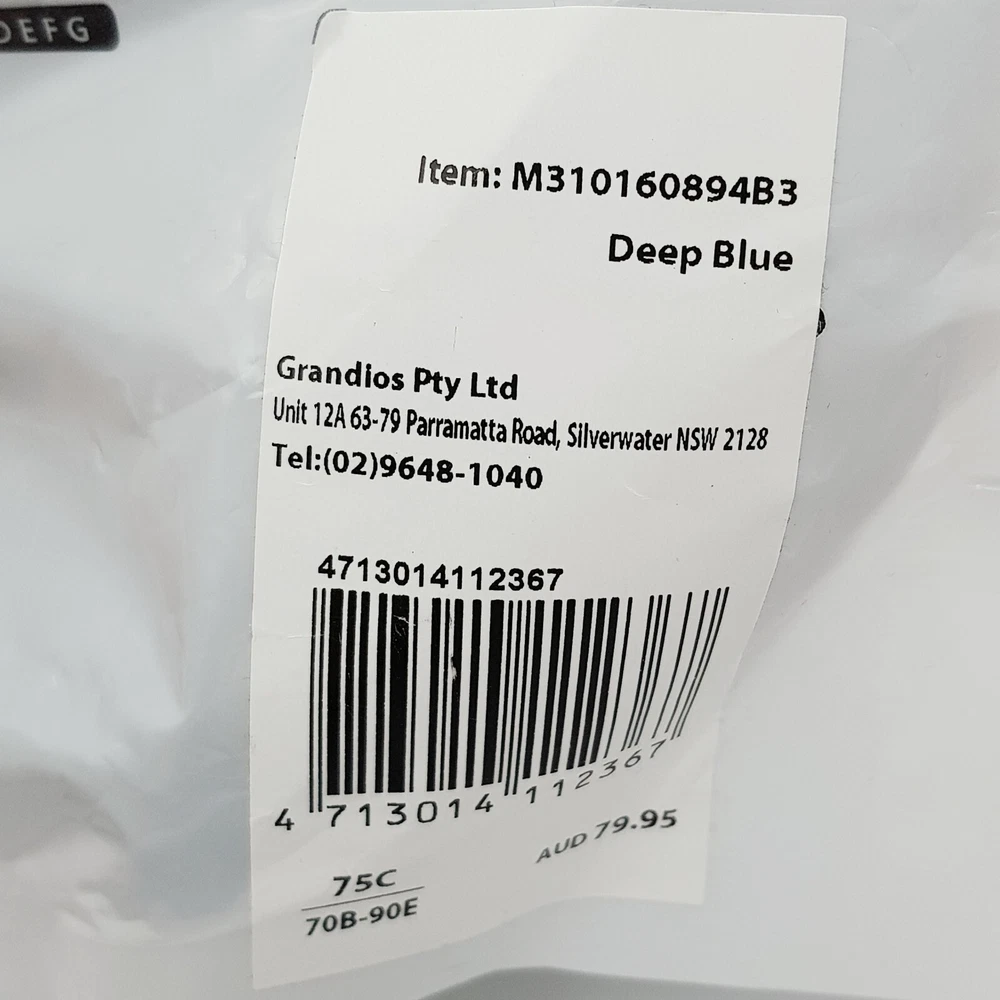 DEFG
Item: M310160894B3
Deep Blue
Grandios Pty Ltd
Unit 12A 63-79 Parramatta Road, Silverwater NSW 2128
Tel:(02)9648-1040
4713014112367
4 713014 112367
AUD 79.95
75C
70B-90E